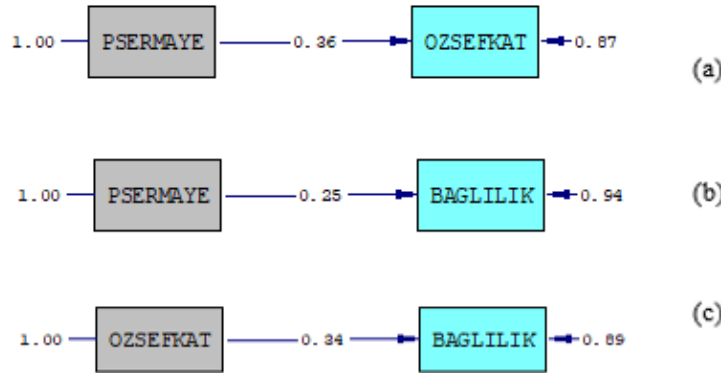 1.00 PSERMAYE 0.36 OZSEFKAT 0.87
(a)
1.00 PSERMAYE 0.25 BAGLILIK 0.94
(b)
1.00 OZSEFKAT 0.34 BAGLILIK 0.89
(c)